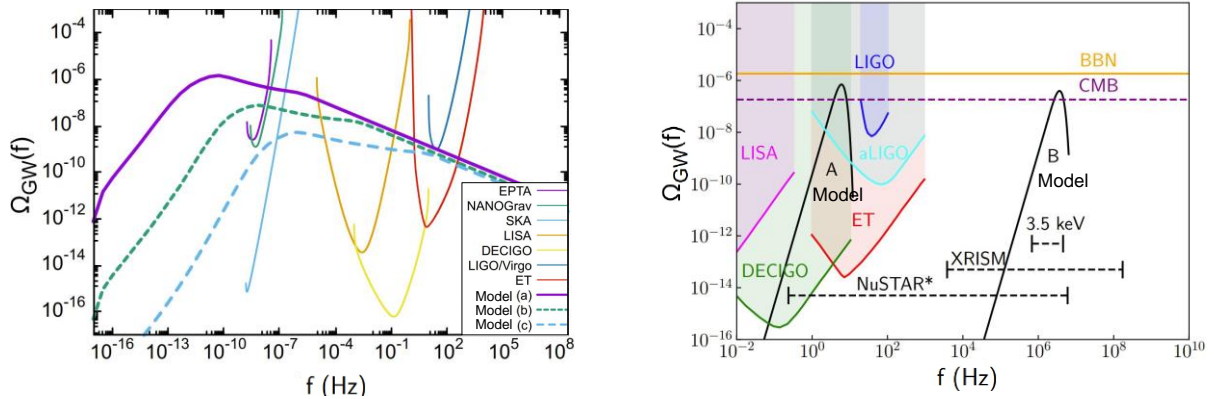 Ω_GW(f)
10^-4
10^-6
10^-8
10^-10
10^-12
10^-14
10^-16
EPTA
NANOGrav
SKA
LISA
DECIGO
LIGO/Virgo
ET
Model (a)
Model (b)
Model (c)
10^-16 10^-13 10^-10 10^-7 10^-4 10^-1 10^2 10^5 10^8
f (Hz)
Ω_GW(f)
10^-4
10^-6
10^-8
10^-10
10^-12
10^-14
10^-16
LIGO
BBN
CMB
LISA
aLIGO
A
Model
B
Model
ET
3.5 keV
XRISM
DECIGO
NuSTAR*
10^-2 10^0 10^2 10^4 10^6 10^8 10^10
f (Hz)